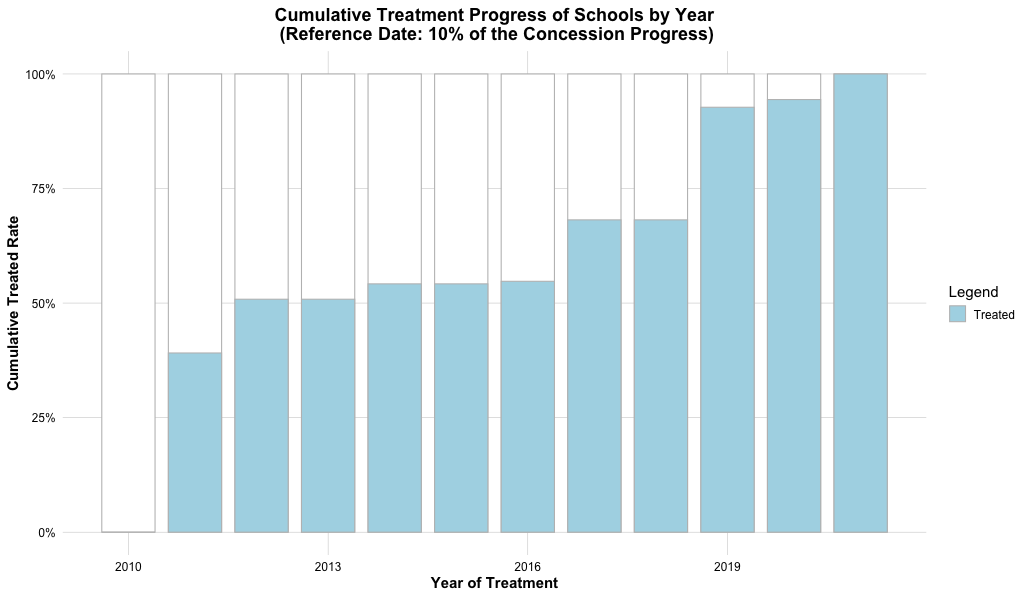 Cumulative Treatment Progress of Schools by Year
(Reference Date: 10% of the Concession Progress)
Cumulative Treated Rate
100%
75%
50%
25%
0%
2010
2013
2016
2019
Year of Treatment
Legend
Treated